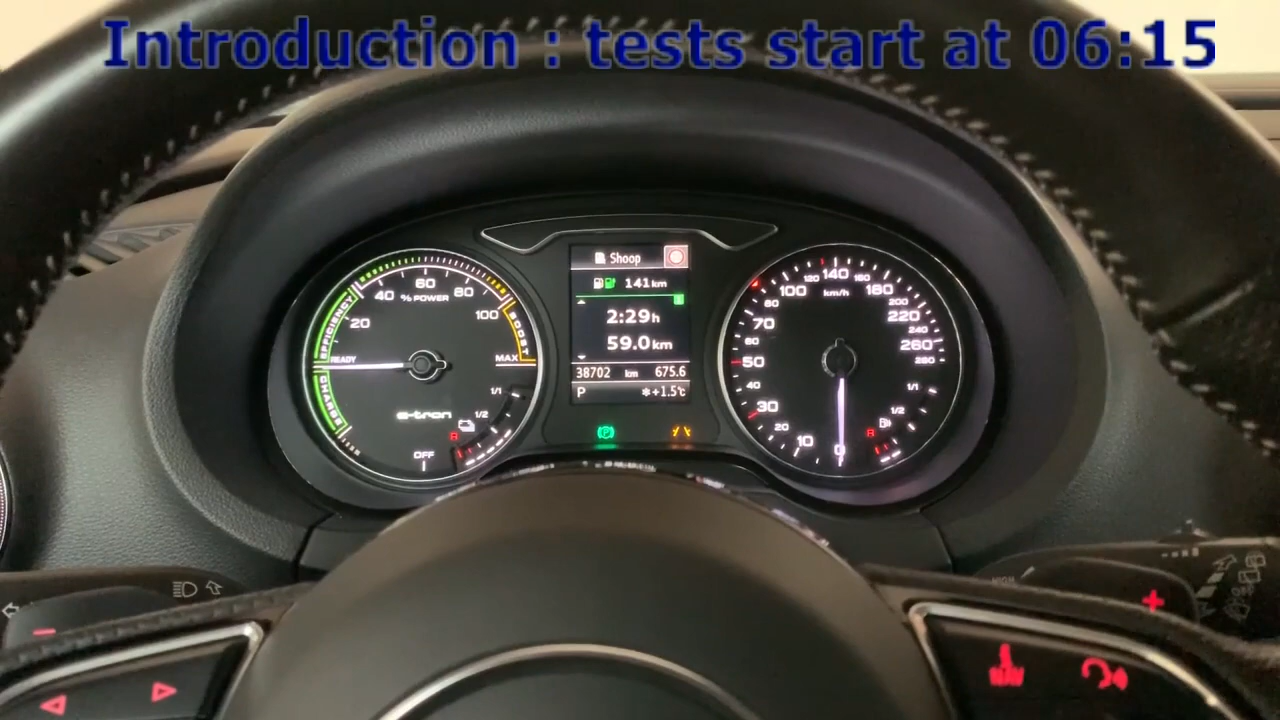 Introduction : tests start at 06:15
Shoop
141 km
2:29 h
59.0 km
38702 km 675.6
P +1.5°C
EFFICIENCY
CHARGE
BOOST
READY
MAX
20
40
60
80
100
% POWER
e-tron
1/1
1/2
R
OFF
(P)
0
10
20
30
40
50
60
70
80
100
120
140
160
180
200
220
240
260
280
km/h
1/1
1/2
R
HIGH
−
+